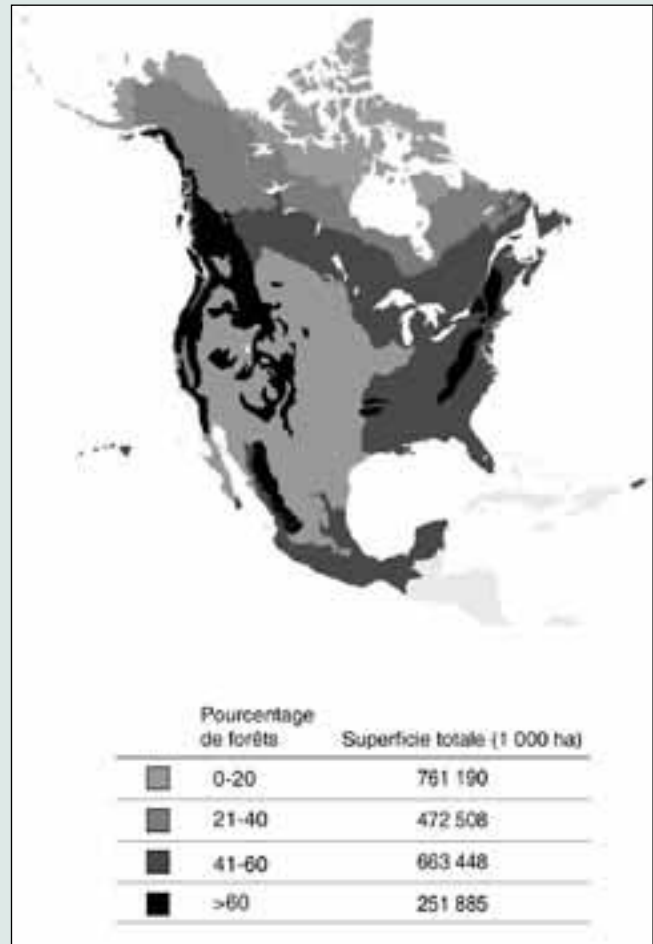 Pourcentage
de forêts Superficie totale (1 000 ha)
0-20 761 190
21-40 472 508
41-60 663 448
>60 251 885